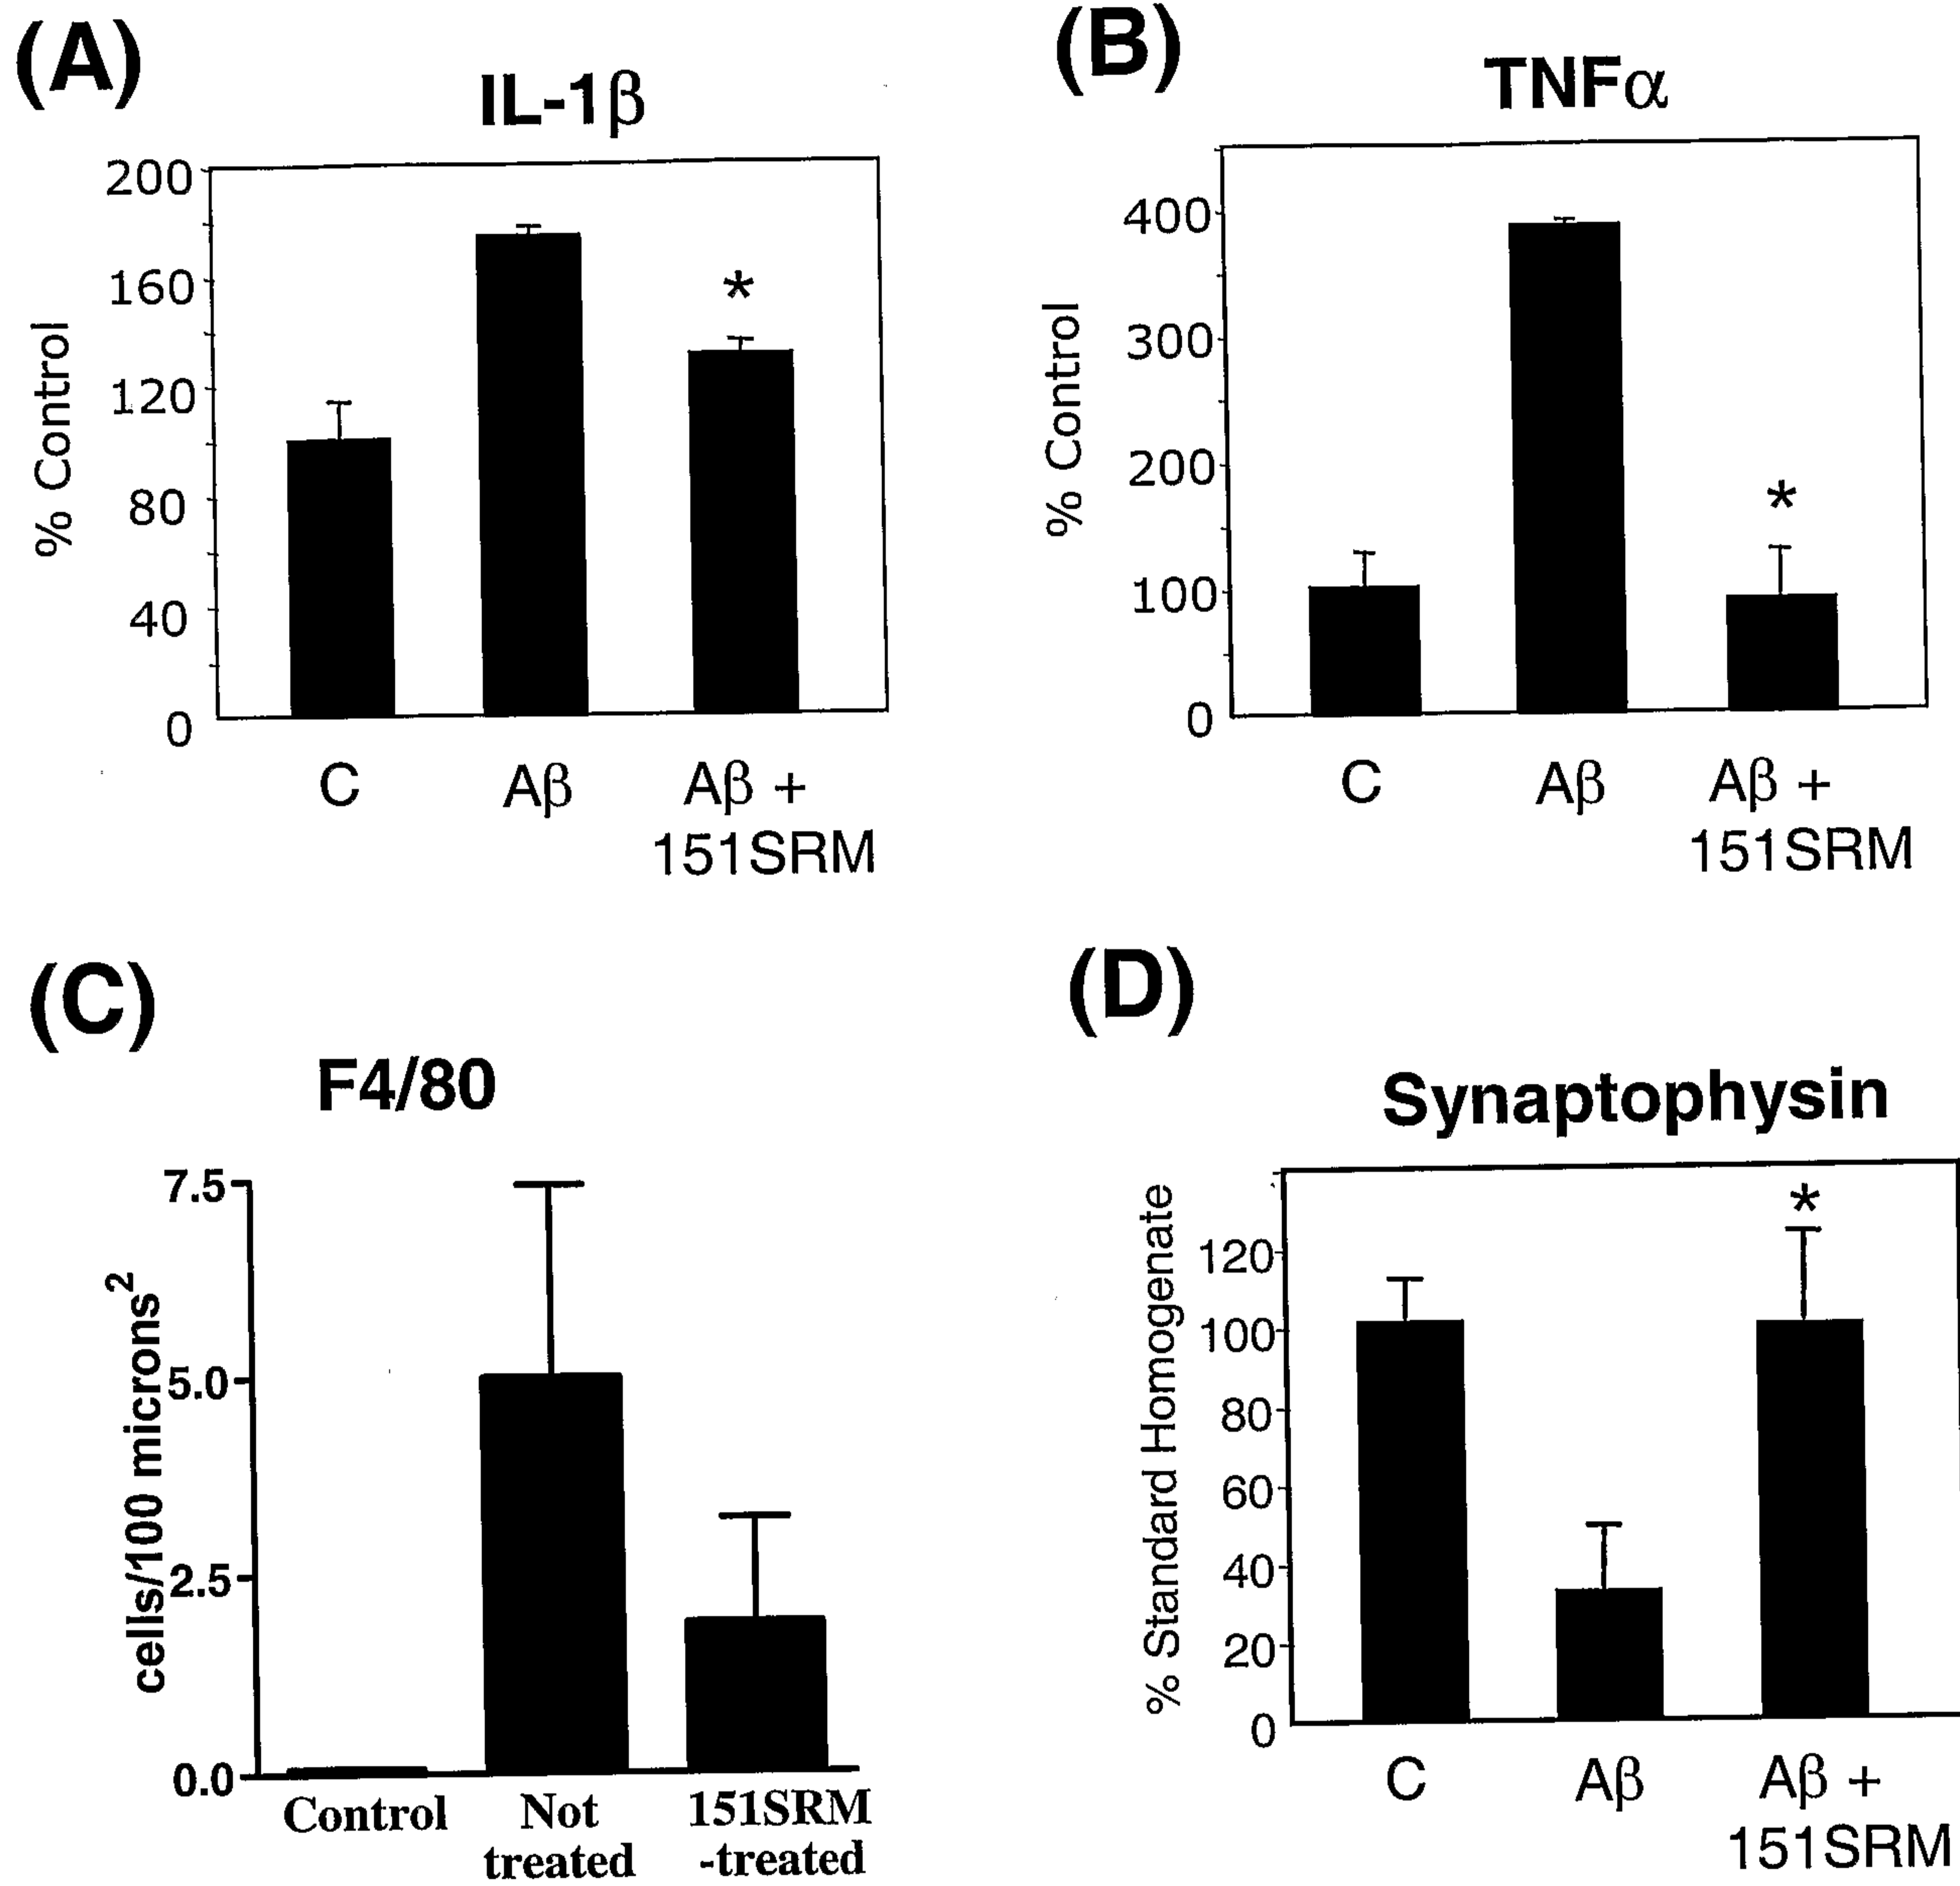 (A)
IL-1β
200
160
120
80
40
0
% Control
C
Aβ
Aβ +
151SRM
(B)
TNFα
400
300
200
100
0
% Control
*
C
Aβ
Aβ +
151SRM
*
(C)
F4/80
7.5
5.0
2.5
0.0
cells/100 microns²
Control
Not
treated
151SRM
-treated
(D)
Synaptophysin
120
100
80
60
40
20
0
% Standard Homogenate
*
C
Aβ
Aβ +
151SRM